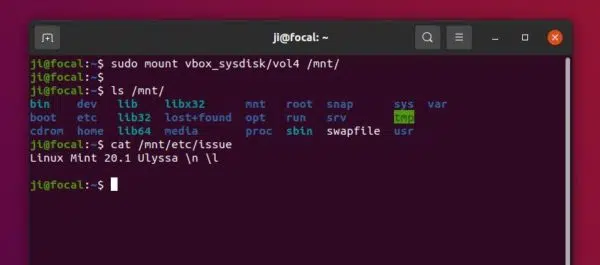 ji@focal: ~
ji@focal:~$ sudo mount vbox_sysdisk/vol4 /mnt/
ji@focal:~$
ji@focal:~$ ls /mnt/
bin dev lib libx32 mnt root snap sys var
boot etc lib32 lost+found opt run srv tmp
cdrom home lib64 media proc sbin swapfile usr
ji@focal:~$ cat /mnt/etc/issue
Linux Mint 20.1 Ulyssa \n \l
ji@focal:~$